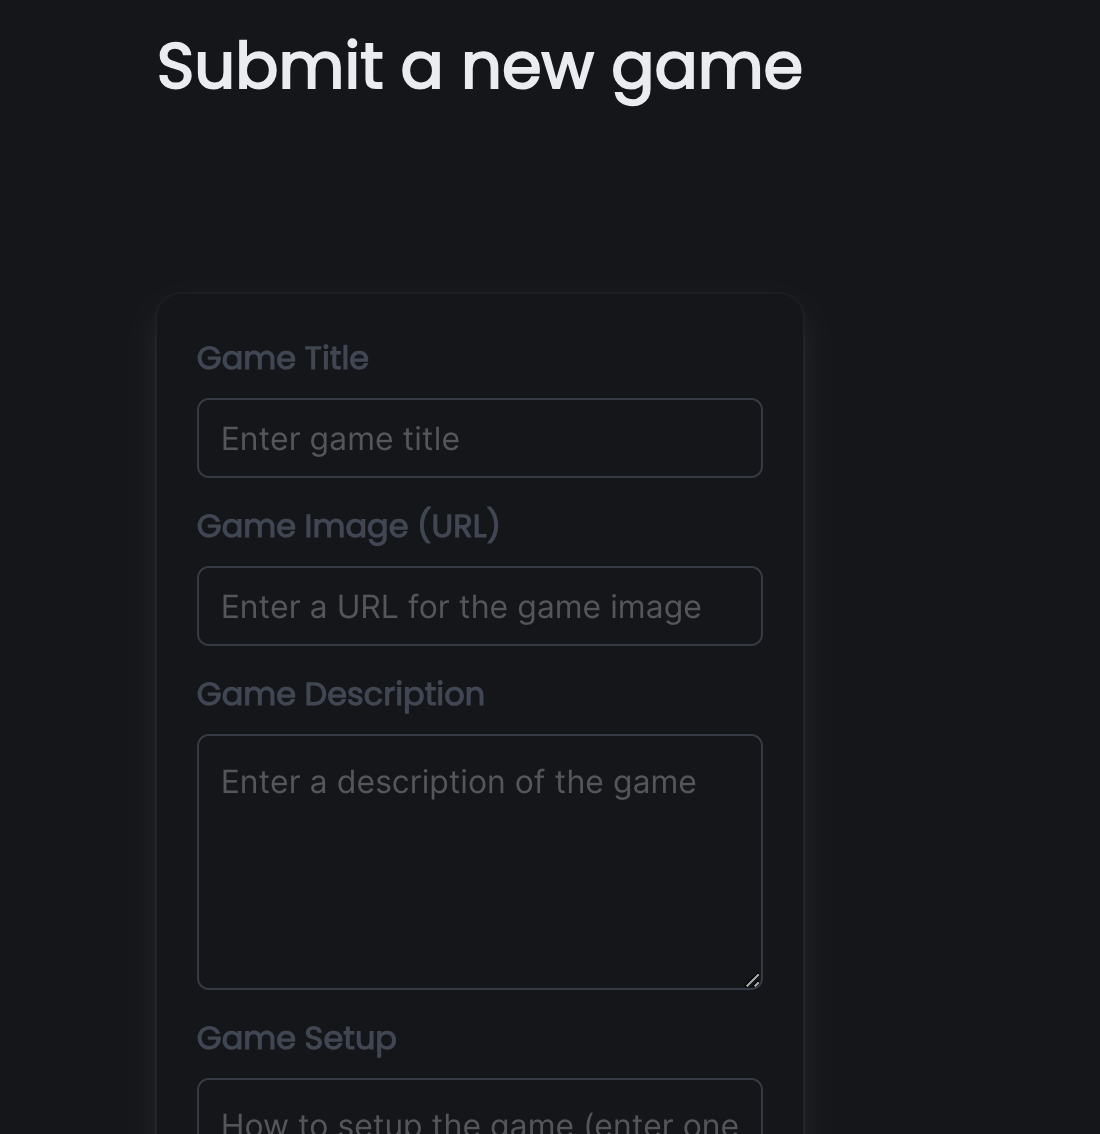 Submit a new game
Game Title
Enter game title
Game Image (URL)
Enter a URL for the game image
Game Description
Enter a description of the game
Game Setup
How to setup the game (enter one